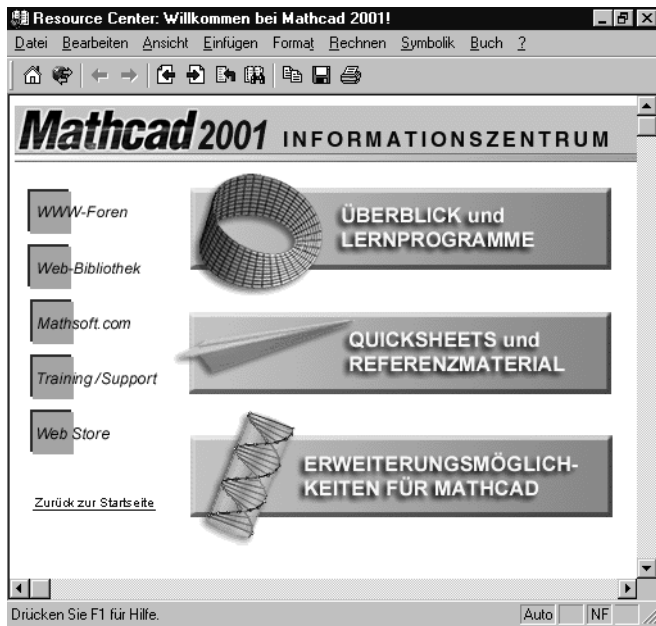 Resource Center: Willkommen bei Mathcad 2001!
Datei Bearbeiten Ansicht Einfügen Format Rechnen Symbolik Buch ?
Mathcad 2001 INFORMATIONSZENTRUM
WWW-Foren
Web-Bibliothek
Mathsoft.com
Training/Support
Web Store
Zurück zur Startseite
ÜBERBLICK und
LERNPROGRAMME
QUICKSHEETS und
REFERENZMATERIAL
ERWEITERUNGSMÖGLICH-
KEITEN FÜR MATHCAD
Drücken Sie F1 für Hilfe.
Auto NF